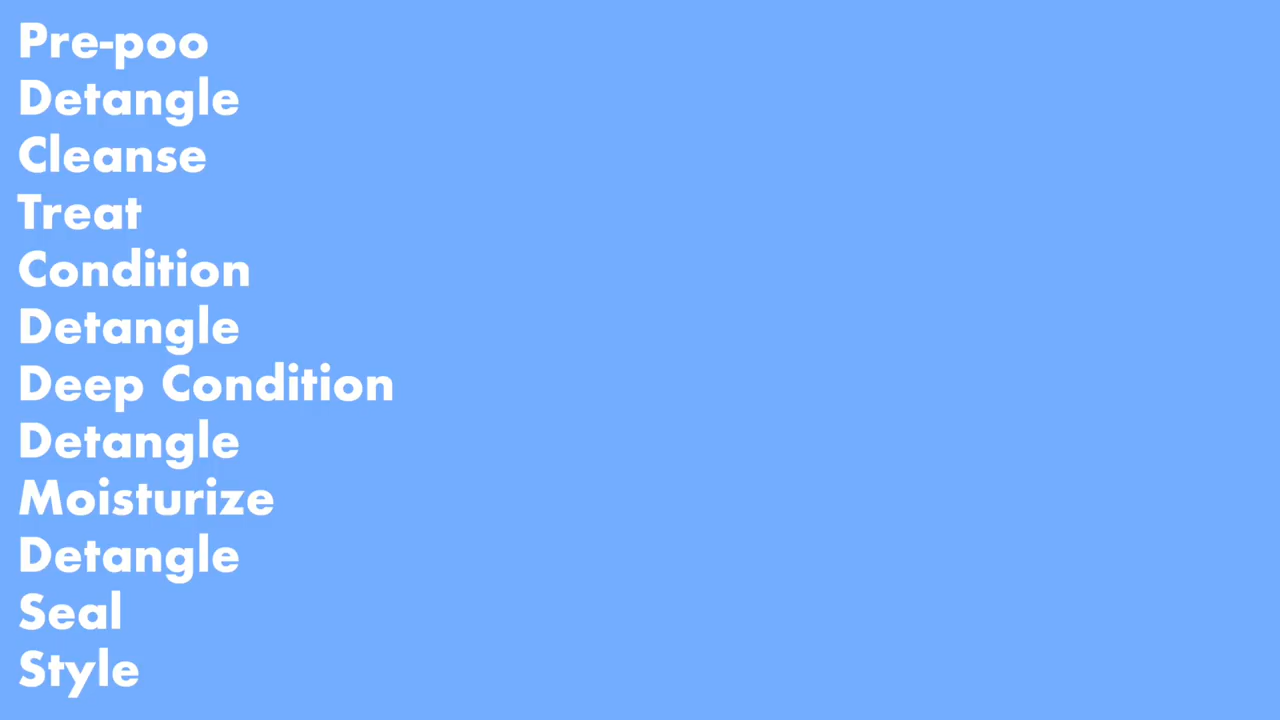 Pre-poo
Detangle
Cleanse
Treat
Condition
Detangle
Deep Condition
Detangle
Moisturize
Detangle
Seal
Style